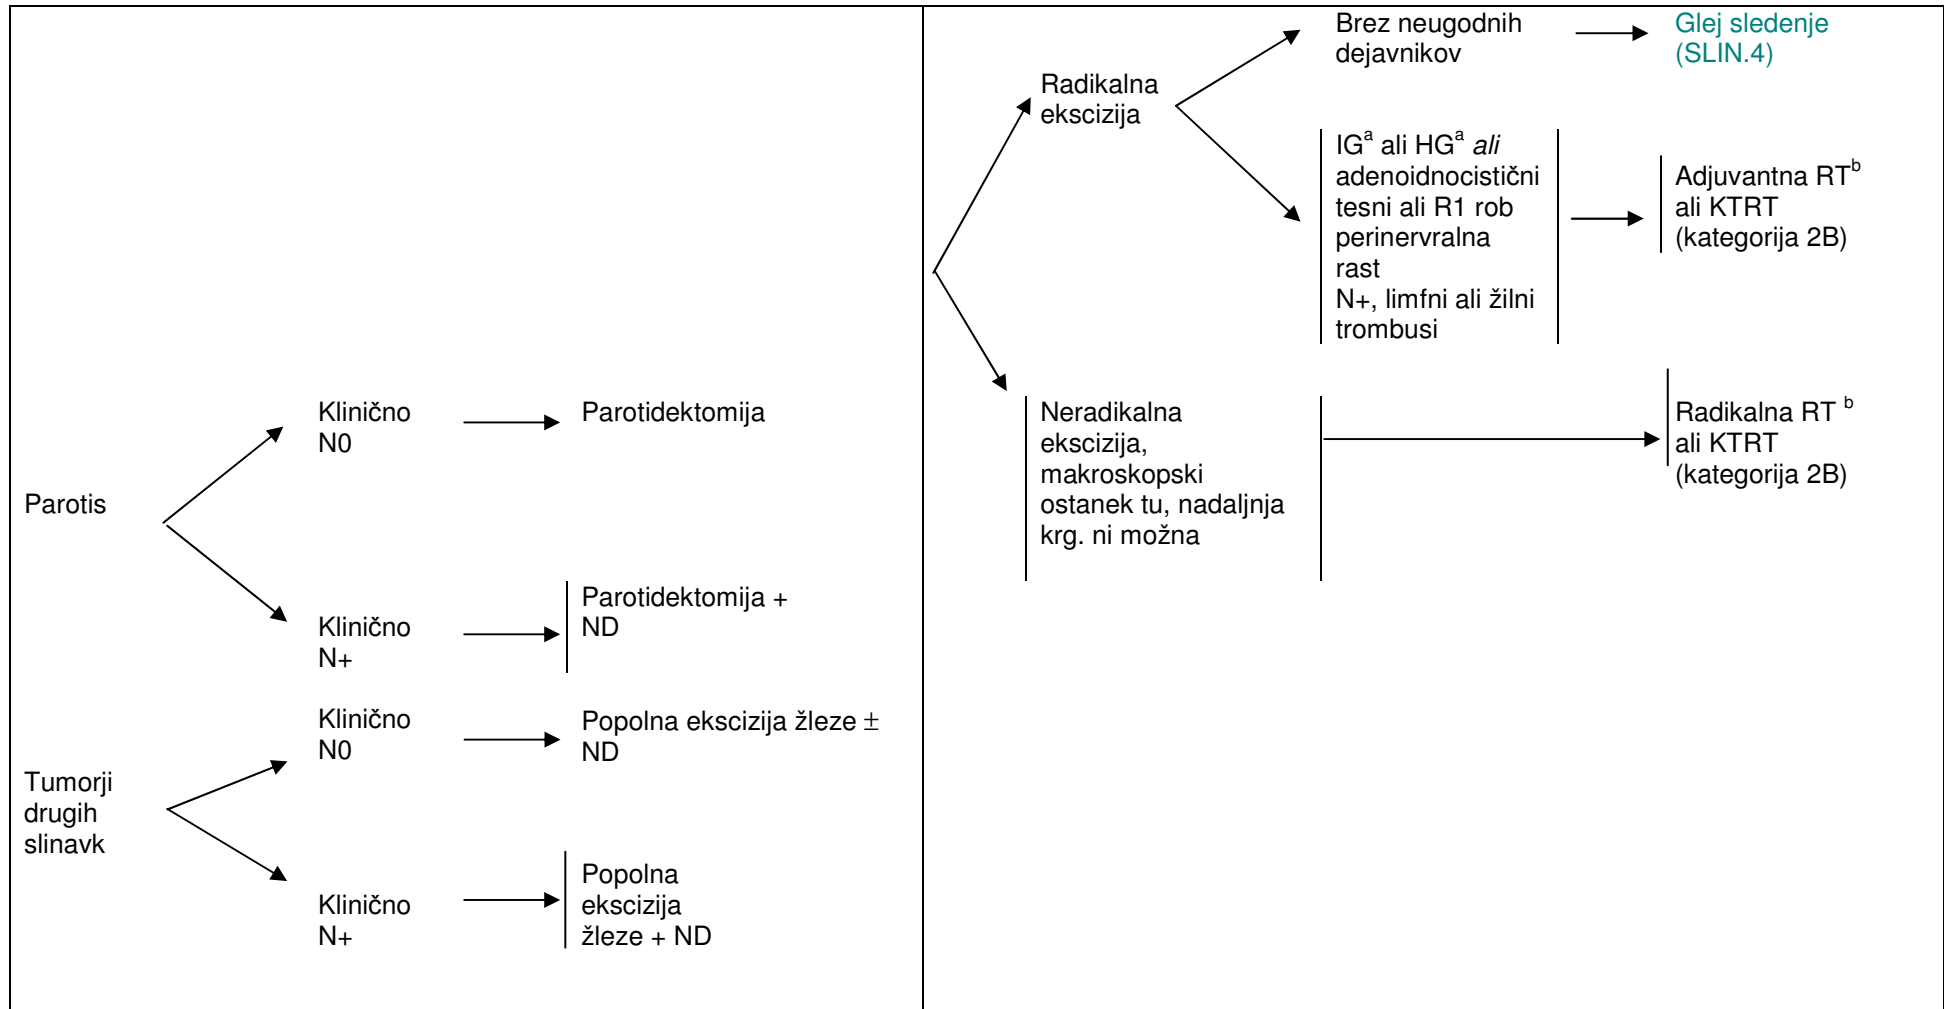 Parotis
Klinično
N0
Parotidektomija
Klinično
N+
Parotidektomija +
ND
Tumorji
drugih
slinavk
Klinično
N0
Popolna ekscizija žleze ±
ND
Klinično
N+
Popolna
ekscizija
žleze + ND
Radikalna
ekscizija
Brez neugodnih
dejavnikov
Glej sledenje
(SLIN.4)
IGª ali HGª ali
adenoidnocistični
tesni ali R1 rob
perinervralna
rast
N+, limfni ali žilni
trombusi
Adjuvantna RTᵇ
ali KTRT
(kategorija 2B)
Neradikalna
ekscizija,
makroskopski
ostanek tu, nadaljnja
krg. ni možna
Radikalna RT ᵇ
ali KTRT
(kategorija 2B)